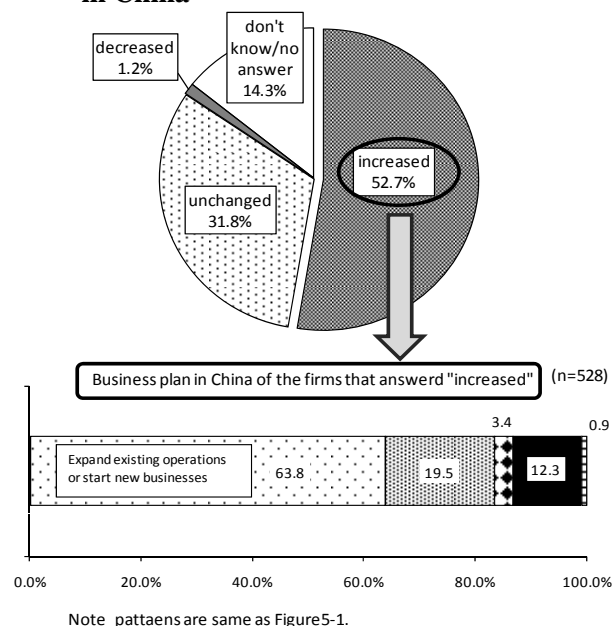 in China
don't
know/no
answer
14.3%
decreased
1.2%
increased
52.7%
unchanged
31.8%
Business plan in China of the firms that answerd "increased"
(n=528)
3.4
0.9
Expand existing operations
or start new businesses
63.8
19.5
12.3
0.0%
20.0%
40.0%
60.0%
80.0%
100.0%
Note pattaens are same as Figure5-1.